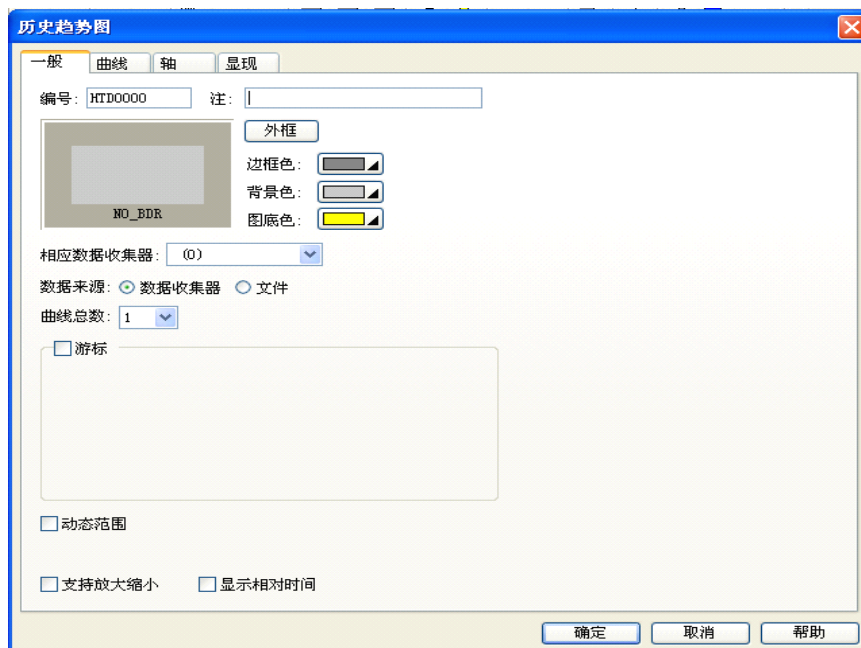 历史趋势图
一般 曲线 轴 显现
编号: HTD0000 注:
外框
边框色:
背景色:
NO_BDR
图底色:
相应数据收集器: (0)
数据来源: 数据收集器 文件
曲线总数: 1
游标
动态范围
支持放大缩小 显示相对时间
确定 取消 帮助